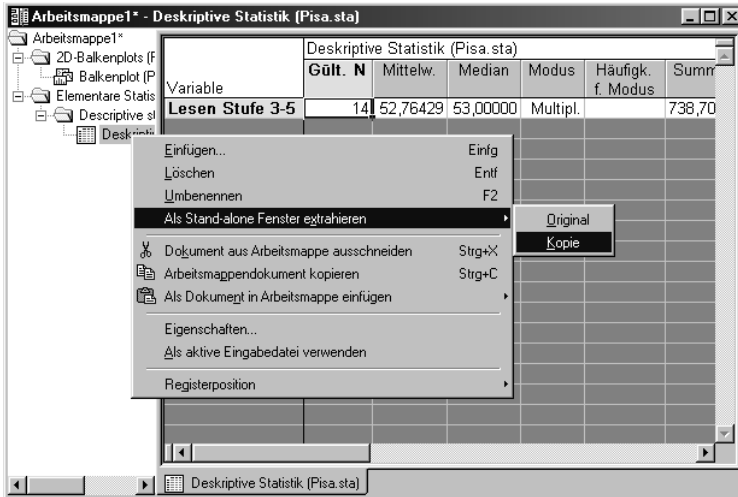 Arbeitsmappe1* - Deskriptive Statistik (Pisa.sta)
Arbeitsmappe1*
2D-Balkenplots (F
Balkenplot (P
Elementare Statis
Descriptive st
Deskriptiv
Deskriptive Statistik (Pisa.sta)
Variable
Gült. N
Mittelw.
Median
Modus
Häufigk.
f. Modus
Summ
Lesen Stufe 3-5
14
52,76429
53,00000
Multipl.
738,70
Einfügen... Einfg
Löschen Entf
Umbenennen F2
Als Stand-alone Fenster extrahieren
Original
Kopie
Dokument aus Arbeitsmappe ausschneiden Strg+X
Arbeitsmappendokument kopieren Strg+C
Als Dokument in Arbeitsmappe einfügen
Eigenschaften...
Als aktive Eingabedatei verwenden
Registerposition
Deskriptive Statistik (Pisa.sta)